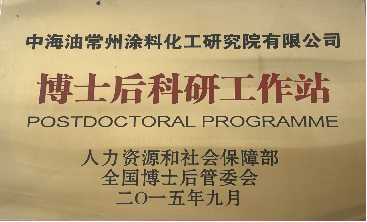 中海油常州涂料化工研究院有限公司
博士后科研工作站
POSTDOCTORAL PROGRAMME
人力资源和社会保障部
全国博士后管委会
二〇一五年九月